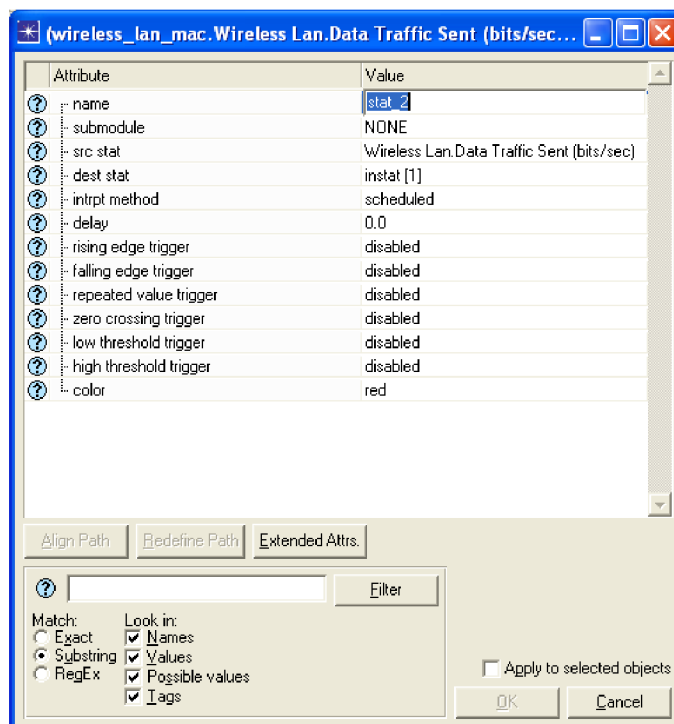 (wireless_lan_mac.Wireless Lan.Data Traffic Sent (bits/sec...
Attribute Value
name stat_2
submodule NONE
src stat Wireless Lan.Data Traffic Sent (bits/sec)
dest stat instat [1]
intrpt method scheduled
delay 0.0
rising edge trigger disabled
falling edge trigger disabled
repeated value trigger disabled
zero crossing trigger disabled
low threshold trigger disabled
high threshold trigger disabled
color red
Align Path Redefine Path Extended Attrs.
Filter
Match: Look in:
Exact Names
Substring Values
RegEx Possible values
Tags
Apply to selected objects
OK Cancel